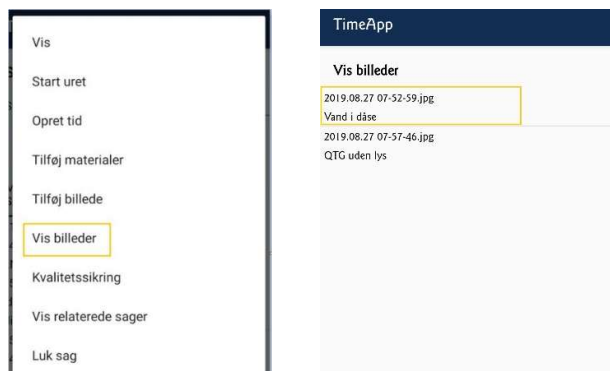 Vis
Start uret
Opret tid
Tilføj materialer
Tilføj billede
Vis billeder
Kvalitetssikring
Vis relaterede sager
Luk sag
TimeApp
Vis billeder
2019.08.27 07-52-59.jpg
Vand i dåse
2019.08.27 07-57-46.jpg
QTG uden lys